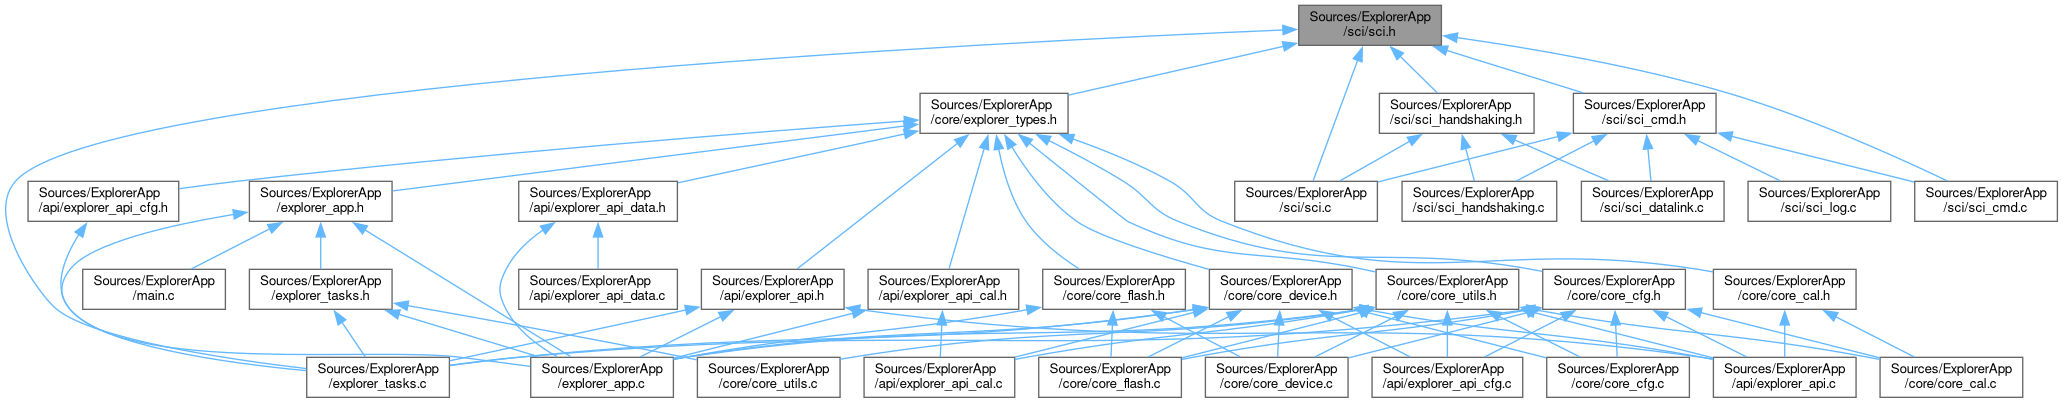 Sources/ExplorerApp
/sci/sci.h
Sources/ExplorerApp
/core/explorer_types.h
Sources/ExplorerApp
/sci/sci_handshaking.h
Sources/ExplorerApp
/sci/sci_cmd.h
Sources/ExplorerApp
/api/explorer_api_cfg.h
Sources/ExplorerApp
/explorer_app.h
Sources/ExplorerApp
/api/explorer_api_data.h
Sources/ExplorerApp
/sci/sci.c
Sources/ExplorerApp
/sci/sci_handshaking.c
Sources/ExplorerApp
/sci/sci_datalink.c
Sources/ExplorerApp
/sci/sci_log.c
Sources/ExplorerApp
/sci/sci_cmd.c
Sources/ExplorerApp
/main.c
Sources/ExplorerApp
/explorer_tasks.h
Sources/ExplorerApp
/api/explorer_api_data.c
Sources/ExplorerApp
/api/explorer_api.h
Sources/ExplorerApp
/api/explorer_api_cal.h
Sources/ExplorerApp
/core/core_flash.h
Sources/ExplorerApp
/core/core_device.h
Sources/ExplorerApp
/core/core_utils.h
Sources/ExplorerApp
/core/core_cfg.h
Sources/ExplorerApp
/core/core_cal.h
Sources/ExplorerApp
/explorer_tasks.c
Sources/ExplorerApp
/explorer_app.c
Sources/ExplorerApp
/core/core_utils.c
Sources/ExplorerApp
/api/explorer_api_cal.c
Sources/ExplorerApp
/core/core_flash.c
Sources/ExplorerApp
/core/core_device.c
Sources/ExplorerApp
/api/explorer_api_cfg.c
Sources/ExplorerApp
/core/core_cfg.c
Sources/ExplorerApp
/api/explorer_api.c
Sources/ExplorerApp
/core/core_cal.c